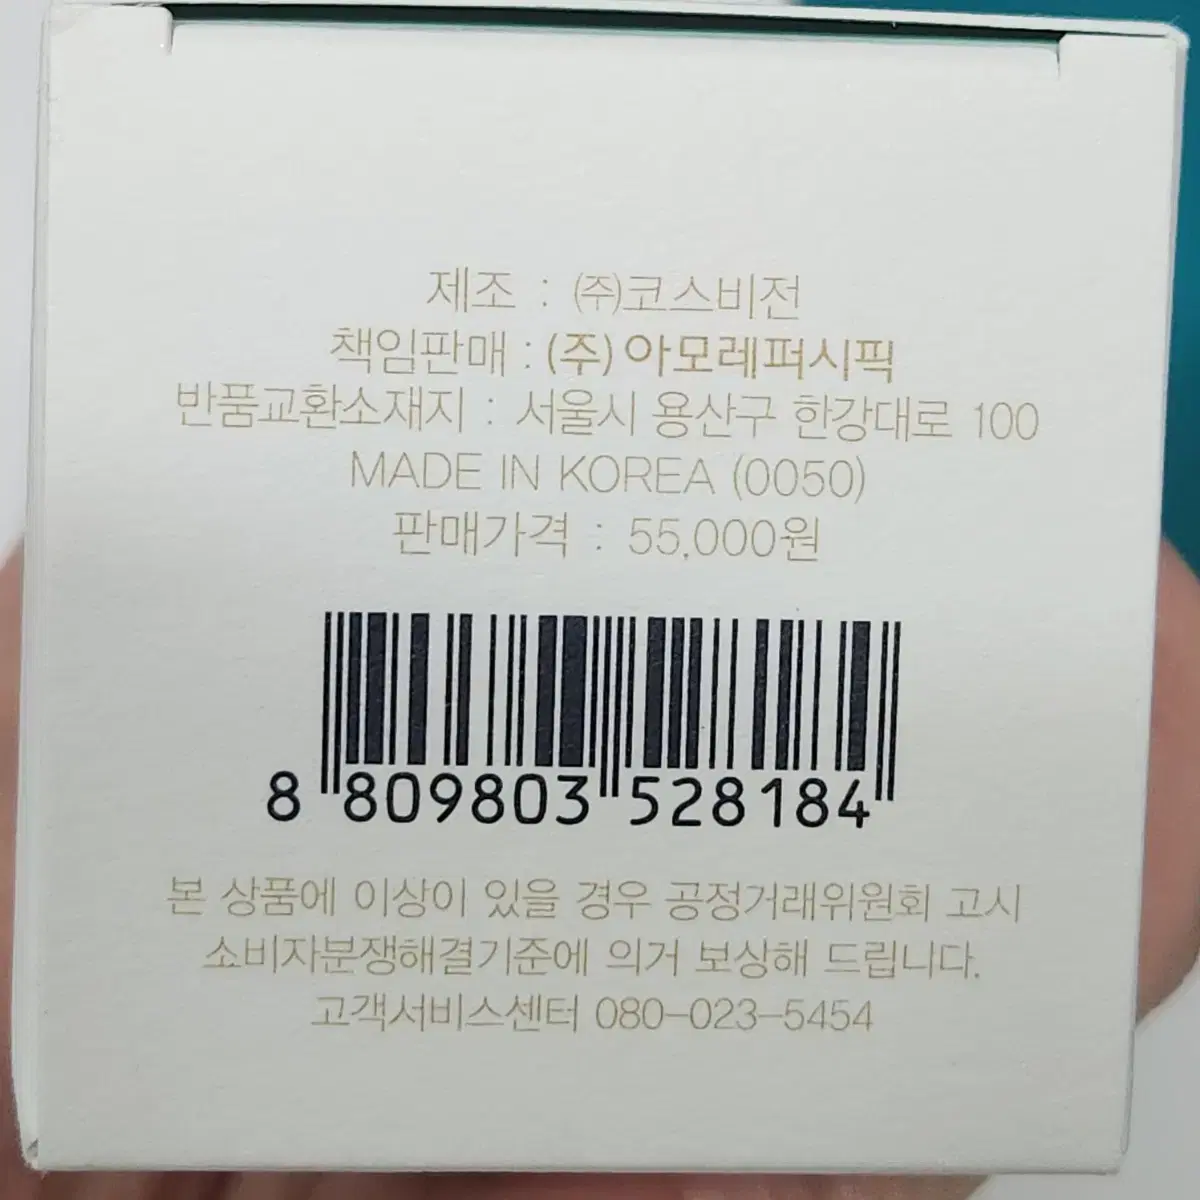 제조 : ㈜코스비전
책임판매 : (주)아모레퍼시픽
반품교환소재지 : 서울시 용산구 한강대로 100
MADE IN KOREA (0050)
판매가격 : 55,000원
8 809803 528184
본 상품에 이상이 있을 경우 공정거래위원회 고시
소비자분쟁해결기준에 의거 보상해 드립니다.
고객서비스센터 080-023-5454